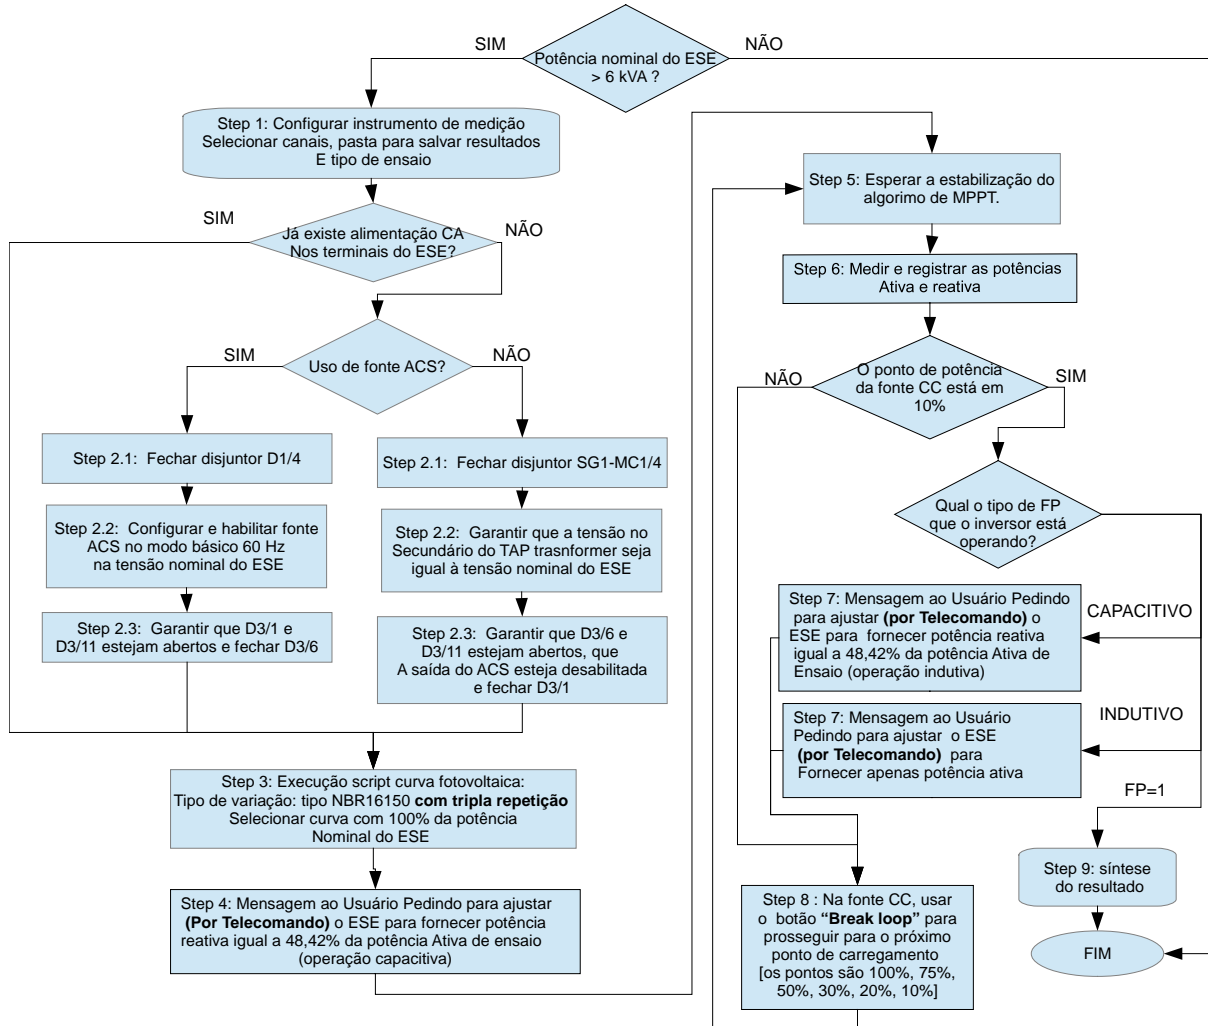 SIM
NÃO
Potência nominal do ESE
> 6 kVA ?
Step 1: Configurar instrumento de medição
Selecionar canais, pasta para salvar resultados
E tipo de ensaio
SIM
NÃO
Já existe alimentação CA
Nos terminais do ESE?
SIM
NÃO
Uso de fonte ACS?
Step 2.1: Fechar disjuntor D1/4
Step 2.2: Configurar e habilitar fonte
ACS no modo básico 60 Hz
na tensão nominal do ESE
Step 2.3: Garantir que D3/1 e
D3/11 estejam abertos e fechar D3/6
Step 2.1: Fechar disjuntor SG1-MC1/4
Step 2.2: Garantir que a tensão no
Secundário do TAP trasnformer seja
igual à tensão nominal do ESE
Step 2.3: Garantir que D3/6 e
D3/11 estejam abertos, que
A saída do ACS esteja desabilitada
e fechar D3/1
Step 3: Execução script curva fotovoltaica:
Tipo de variação: tipo NBR16150 com tripla repetição
Selecionar curva com 100% da potência
Nominal do ESE
Step 4: Mensagem ao Usuário Pedindo para ajustar
(Por Telecomando) o ESE para fornecer potência
reativa igual a 48,42% da potência Ativa de ensaio
(operação capacitiva)
Step 5: Esperar a estabilização do
algorimo de MPPT.
Step 6: Medir e registrar as potências
Ativa e reativa
NÃO
SIM
O ponto de potência
da fonte CC está em
10%
Qual o tipo de FP
que o inversor está
operando?
Step 7: Mensagem ao Usuário Pedindo
para ajustar (por Telecomando) o
ESE para fornecer potência reativa
igual a 48,42% da potência Ativa de
Ensaio (operação indutiva)
CAPACITIVO
Step 7: Mensagem ao Usuário
Pedindo para ajustar o ESE
(por Telecomando) para
Fornecer apenas potência ativa
INDUTIVO
FP=1
Step 8 : Na fonte CC, usar
o botão “Break loop” para
prosseguir para o próximo
ponto de carregamento
[os pontos são 100%, 75%,
50%, 30%, 20%, 10%]
Step 9: síntese
do resultado
FIM